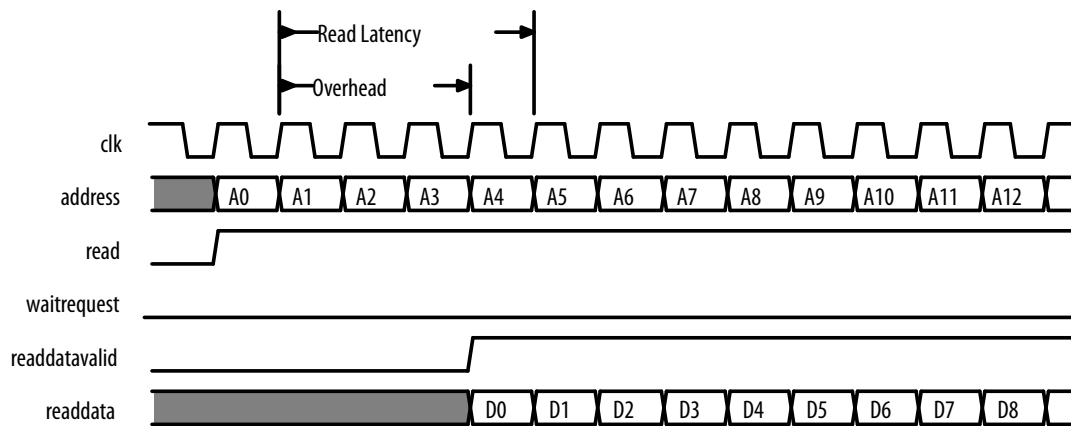 Read Latency
Overhead
clk
address A0 A1 A2 A3 A4 A5 A6 A7 A8 A9 A10 A11 A12
read
waitrequest
readdatavalid
readdata D0 D1 D2 D3 D4 D5 D6 D7 D8